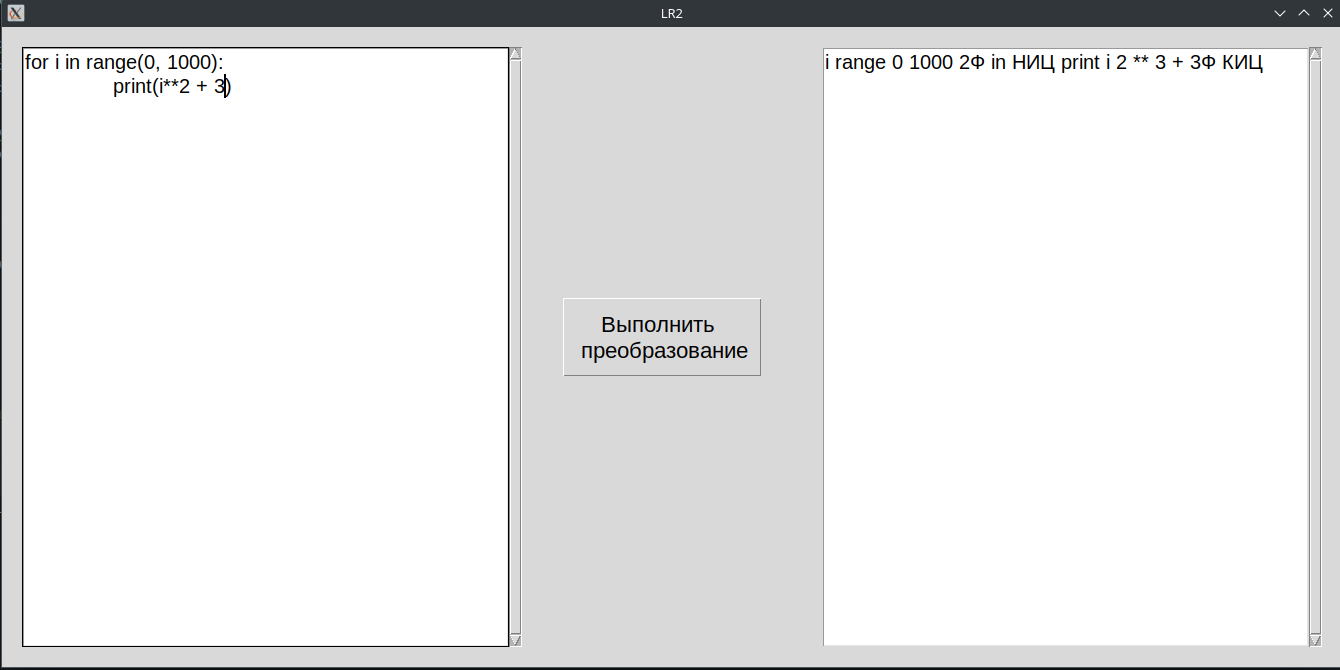 LR2
for i in range(0, 1000):
print(i**2 + 3)
Выполнить
преобразование
i range 0 1000 2Ф in НИЦ print i 2 ** 3 + 3Ф КИЦ